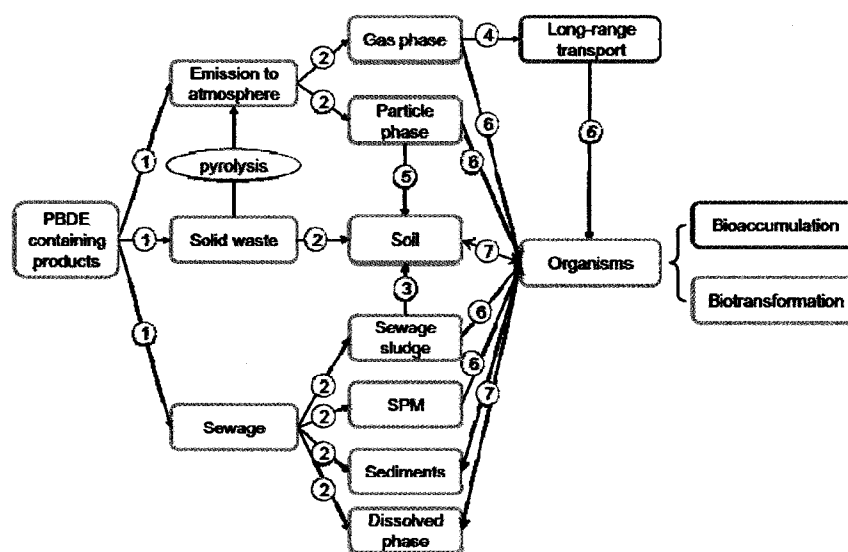 Gas phase
4
Long-range
transport
2
Emission to
atmosphere
2
Particle
phase
6
6
6
1
pyrolysis
5
PBDE
containing
products
1
Solid waste
2
Soil
7
Organisms
Bioaccumulation
Biotransformation
3
1
Sewage
sludge
6
6
2
2
SPM
7
Sewage
2
Sediments
2
Dissolved
phase